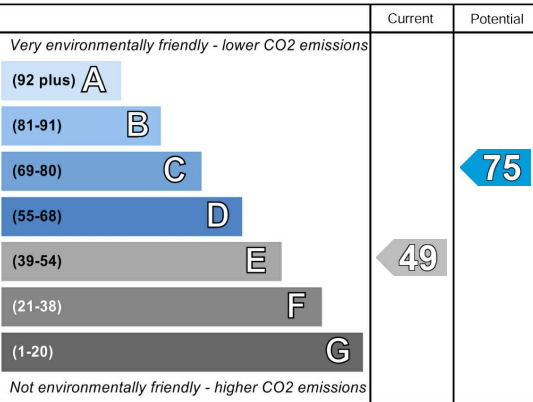 Current Potential
Very environmentally friendly - lower CO2 emissions
(92 plus) A
(81-91) B
(69-80) C
75
(55-68) D
(39-54) E
49
(21-38) F
(1-20) G
Not environmentally friendly - higher CO2 emissions